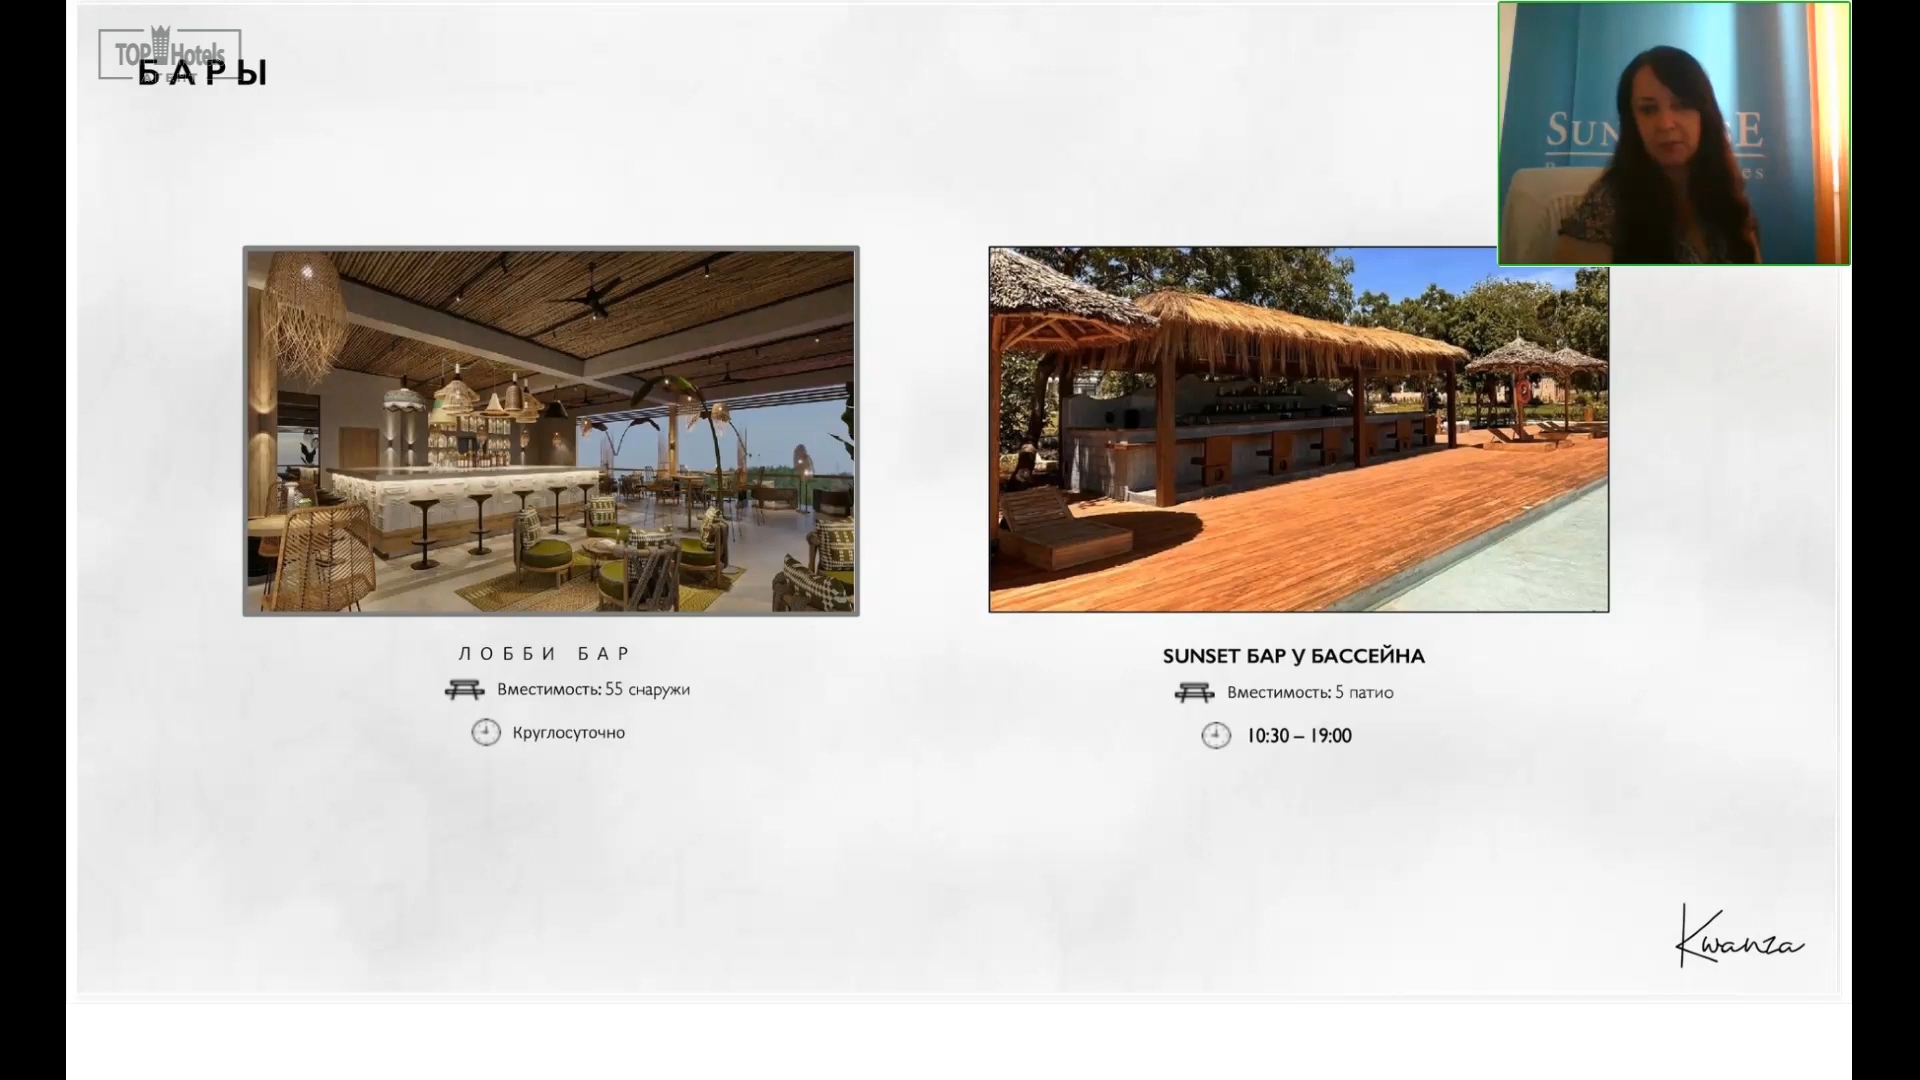 TOP Hotels
АГЕНТ
БАРЫ
ЛОББИ БАР
Вместимость: 55 снаружи
Круглосуточно
SUNSET БАР У БАССЕЙНА
Вместимость: 5 патио
10:30 – 19:00
Kwanza